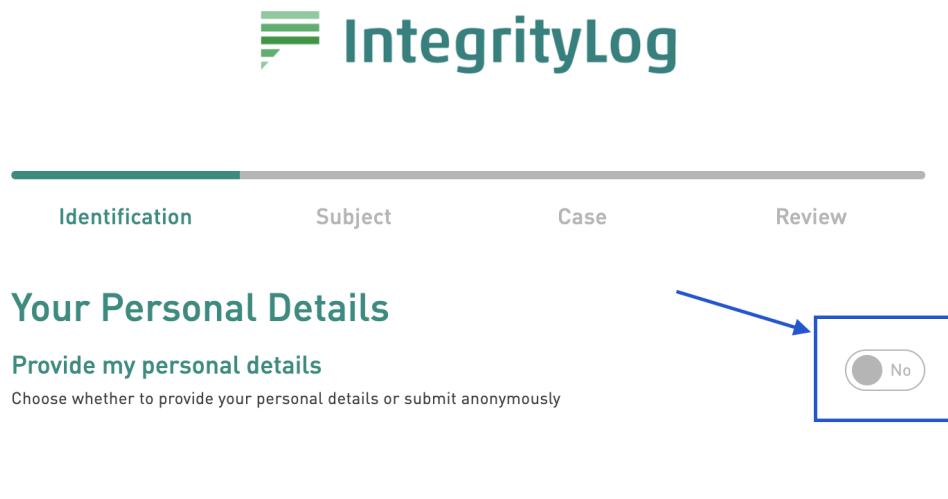 IntegrityLog
Identification Subject Case Review
Your Personal Details
Provide my personal details
No
Choose whether to provide your personal details or submit anonymously